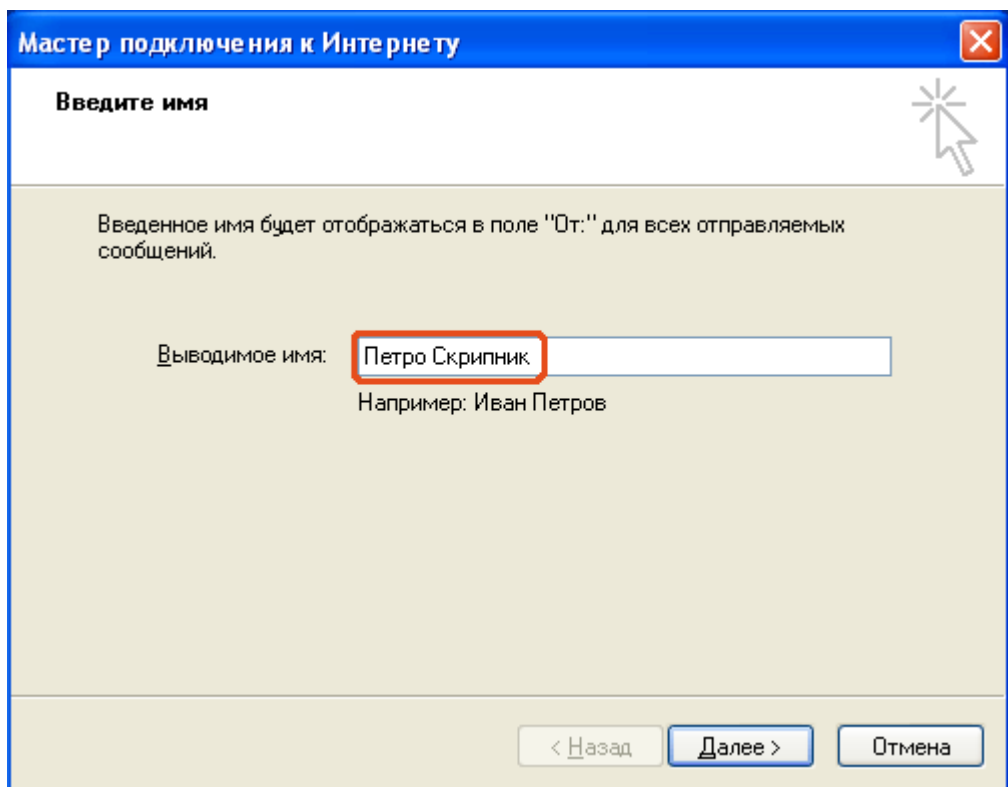 Мастер подключения к Интернету
Введите имя
Введенное имя будет отображаться в поле "От:" для всех отправляемых
сообщений.
Выводимое имя: Петро Скрипник
Например: Иван Петров
< Назад Далее > Отмена